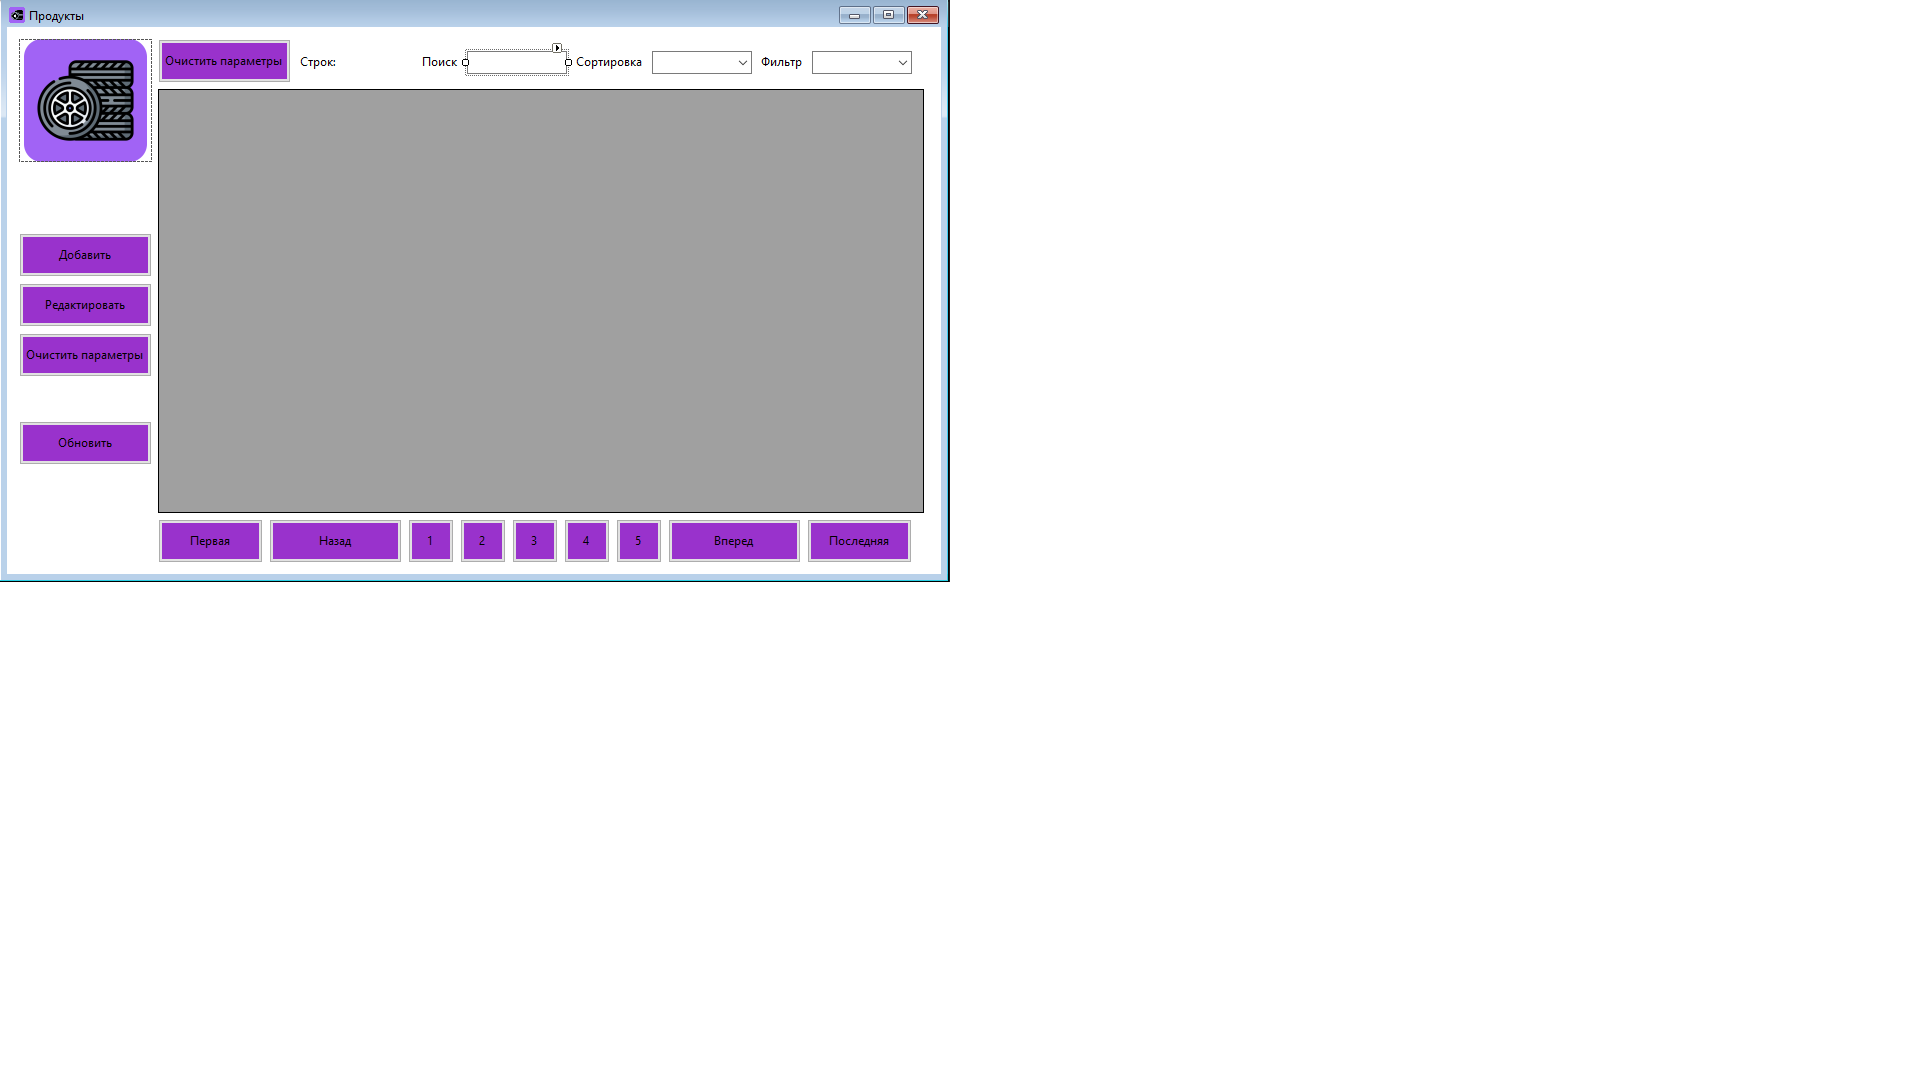 Продукты
Очистить параметры Строк: Поиск Сортировка Фильтр
Добавить
Редактировать
Очистить параметры
Обновить
Первая Назад 1 2 3 4 5 Вперед Последняя